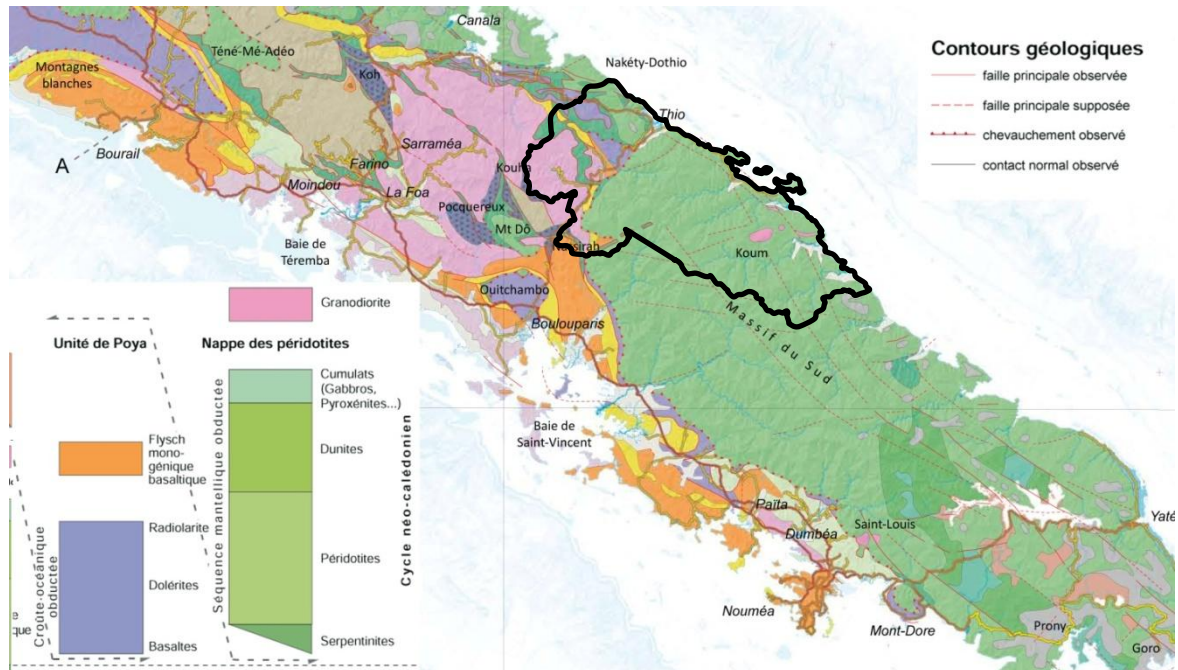 Canala
Téné-Mé-Adéo
Nakéty-Dothio
Montagnes
blanches
Koh
Thio
A
Bourail
Sarraméa
Farino
Kouha
Moindou
La Foa
Pocquereux
Mt Dô
Baie de
Téremba
Nassirah
Koum
Ouitchambo
Boulouparis
Massif du Sud
Baie de
Saint-Vincent
Païta
Dumbéa
Saint-Louis
Yaté
Nouméa
Mont-Dore
Prony
Goro
Contours géologiques
faille principale observée
faille principale supposée
chevauchement observé
contact normal observé
Granodiorite
Unité de Poya
Nappe des péridotites
Cumulats
(Gabbros,
Pyroxénites...)
Flysch
mono-
génique
basaltique
Dunites
Radiolarite
Dolérites
Péridotites
Basaltes
Serpentinites
Croûte océanique
obductée
Séquence mantellique obductée
Cycle néo-calédonien